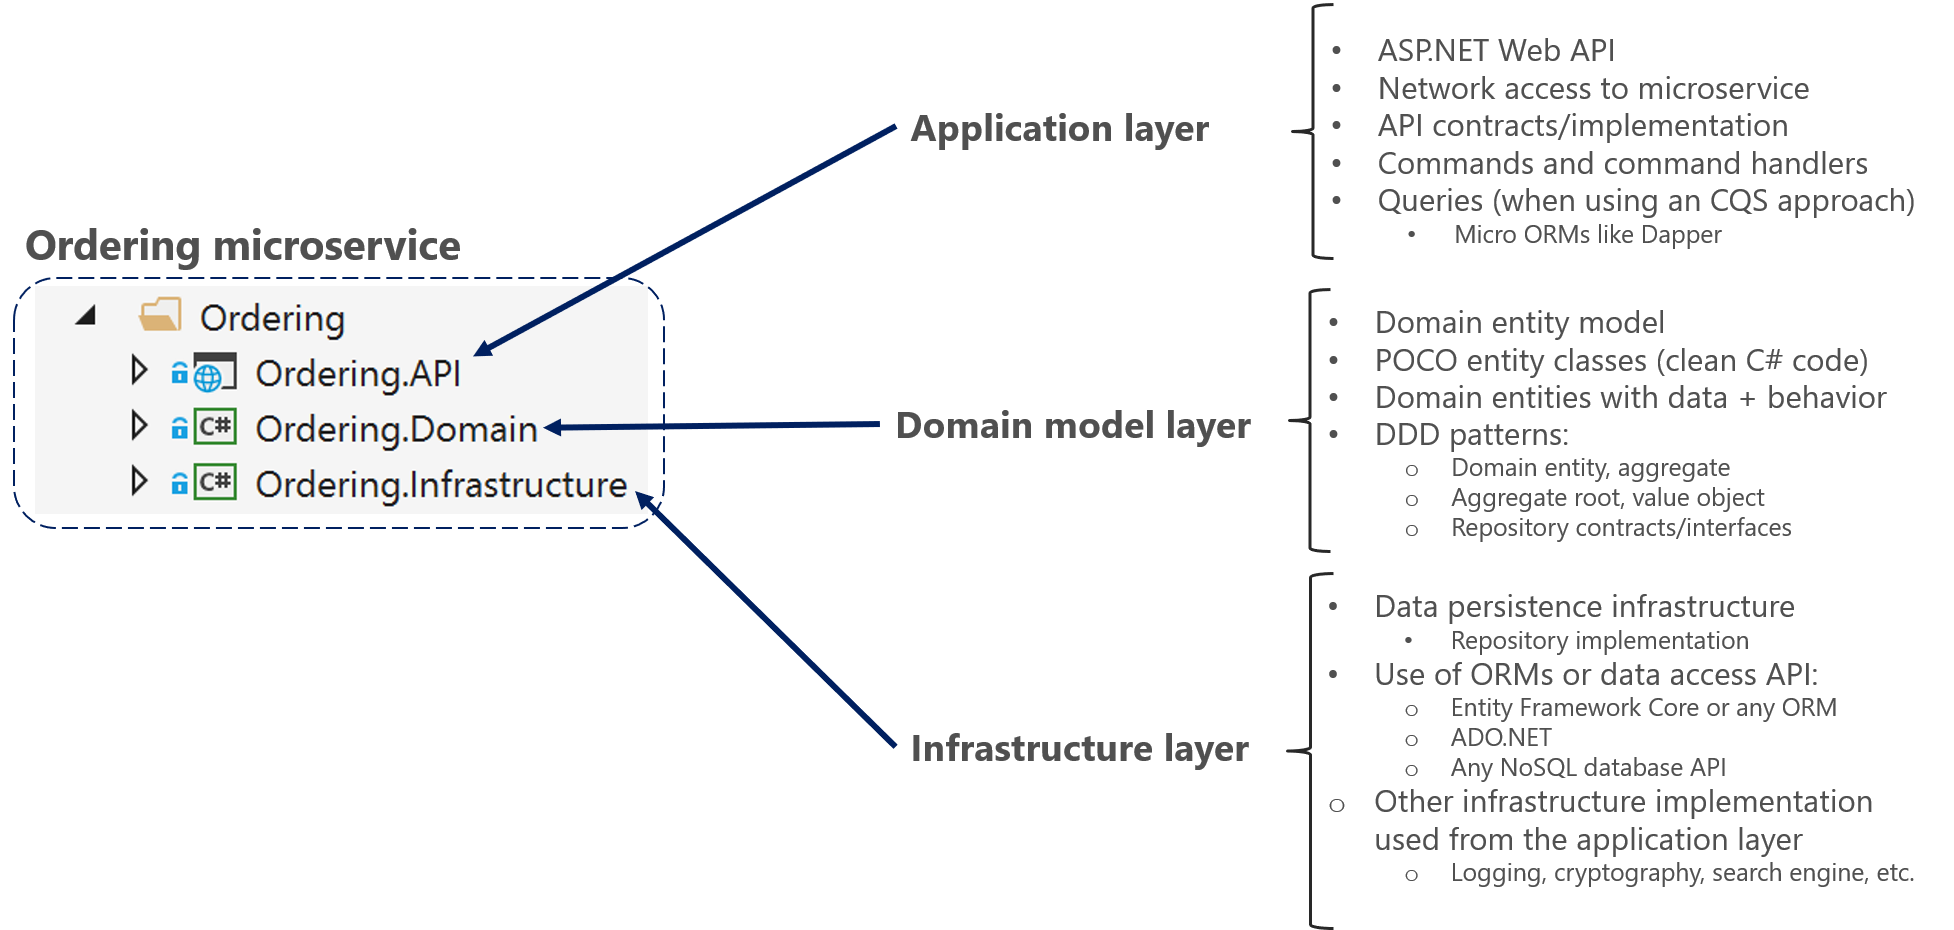 Ordering microservice
Ordering
Ordering.API
C# Ordering.Domain
C# Ordering.Infrastructure
Application layer
• ASP.NET Web API
• Network access to microservice
• API contracts/implementation
• Commands and command handlers
• Queries (when using an CQS approach)
• Micro ORMs like Dapper
Domain model layer
• Domain entity model
• POCO entity classes (clean C# code)
• Domain entities with data + behavior
• DDD patterns:
o Domain entity, aggregate
o Aggregate root, value object
o Repository contracts/interfaces
Infrastructure layer
• Data persistence infrastructure
• Repository implementation
• Use of ORMs or data access API:
o Entity Framework Core or any ORM
o ADO.NET
o Any NoSQL database API
o Other infrastructure implementation
used from the application layer
o Logging, cryptography, search engine, etc.